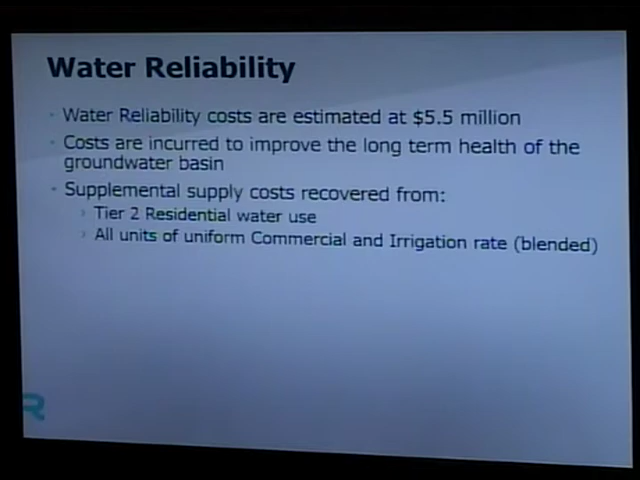 Water Reliability
Water Reliability costs are estimated at $5.5 million
Costs are incurred to improve the long term health of the
groundwater basin
Supplemental supply costs recovered from:
Tier 2 Residential water use
All units of uniform Commercial and Irrigation rate (blended)
R